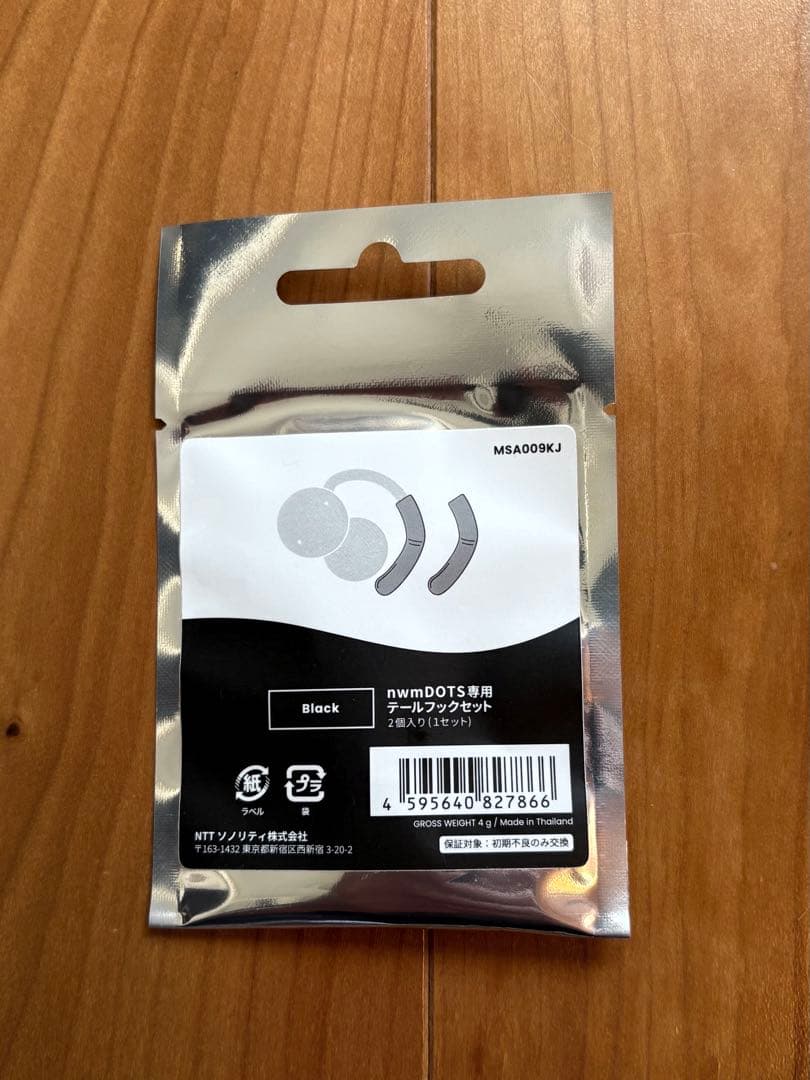 MSA009KJ
Black
nwmDOTS専用
テールフックセット
2個入り(1セット)
紙
ラベル
プラ
袋
4 595640 827866
GROSS WEIGHT 4 g / Made in Thailand
NTT ソノリティ株式会社
〒163-1432 東京都新宿区西新宿 3-20-2
保証対象：初期不良のみ交換